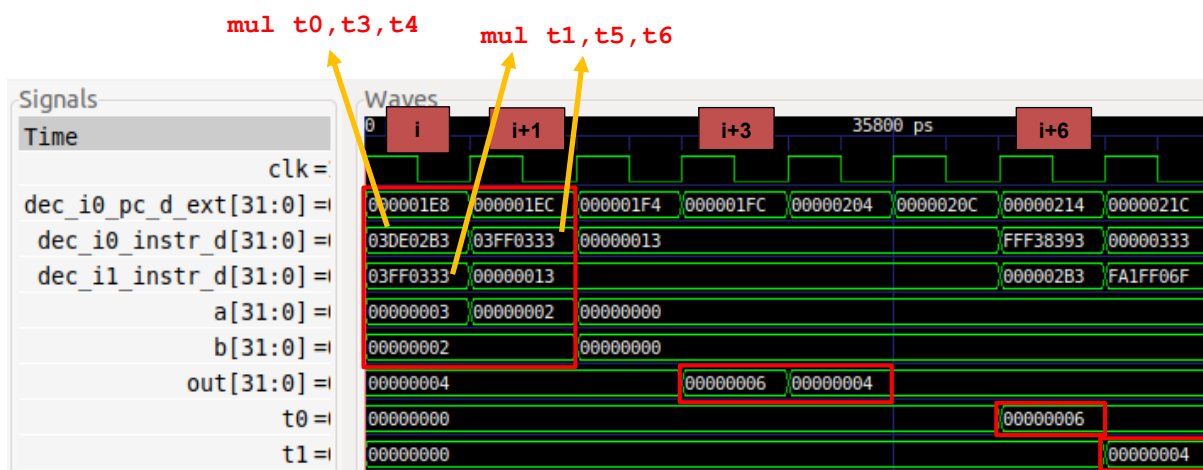 mul t0,t3,t4
mul t1,t5,t6
Signals
Waves
Time
0 i i+1 i+3 35800 ps i+6
clk =
dec_i0_pc_d_ext[31:0] = 000001E8 000001EC 000001F4 000001FC 00000204 0000020C 00000214 0000021C
dec_i0_instr_d[31:0] = 03DE02B3 03FF0333 00000013 FFF38393 00000333
dec_i1_instr_d[31:0] = 03FF0333 00000013 000002B3 FA1FF06F
a[31:0] = 00000003 00000002 00000000
b[31:0] = 00000002 00000000
out[31:0] = 00000004 00000006 00000004
t0 = 00000000 00000006
t1 = 00000000 00000004